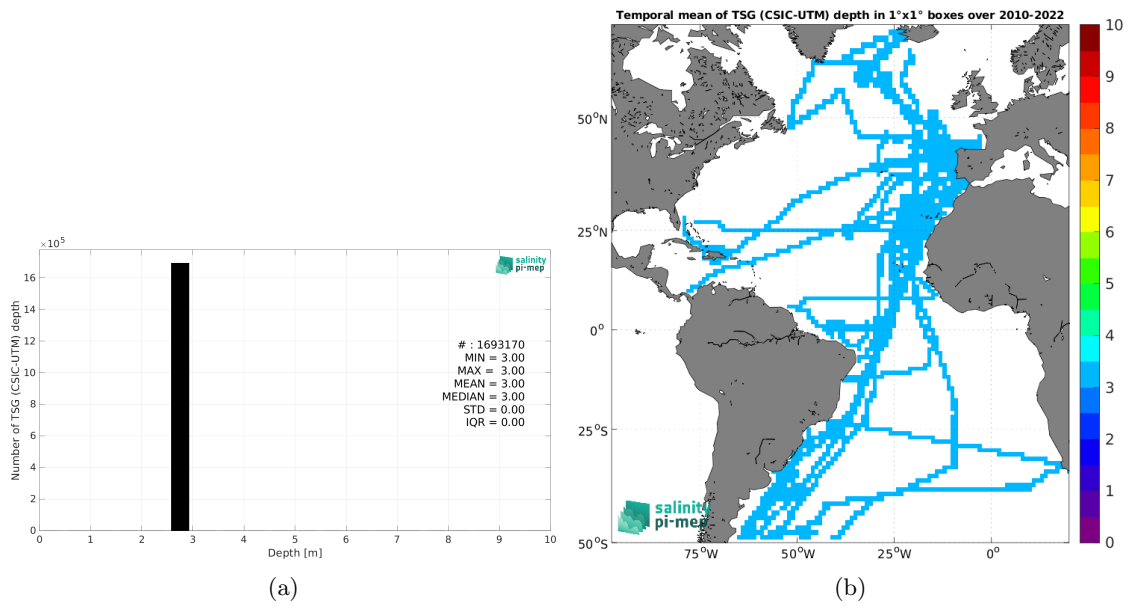 ×10⁵
16
14
12
10
8
6
4
2
0
Number of TSG (CSIC-UTM) depth
salinity
pi-mep
# : 1693170
MIN = 3.00
MAX = 3.00
MEAN = 3.00
MEDIAN = 3.00
STD = 0.00
IQR = 0.00
0 1 2 3 4 5 6 7 8 9 10
Depth [m]
(a)
Temporal mean of TSG (CSIC-UTM) depth in 1°x1° boxes over 2010-2022
50°N
25°N
0°
25°S
50°S
75°W 50°W 25°W 0°
salinity
pi-mep
10
9
8
7
6
5
4
3
2
1
0
(b)